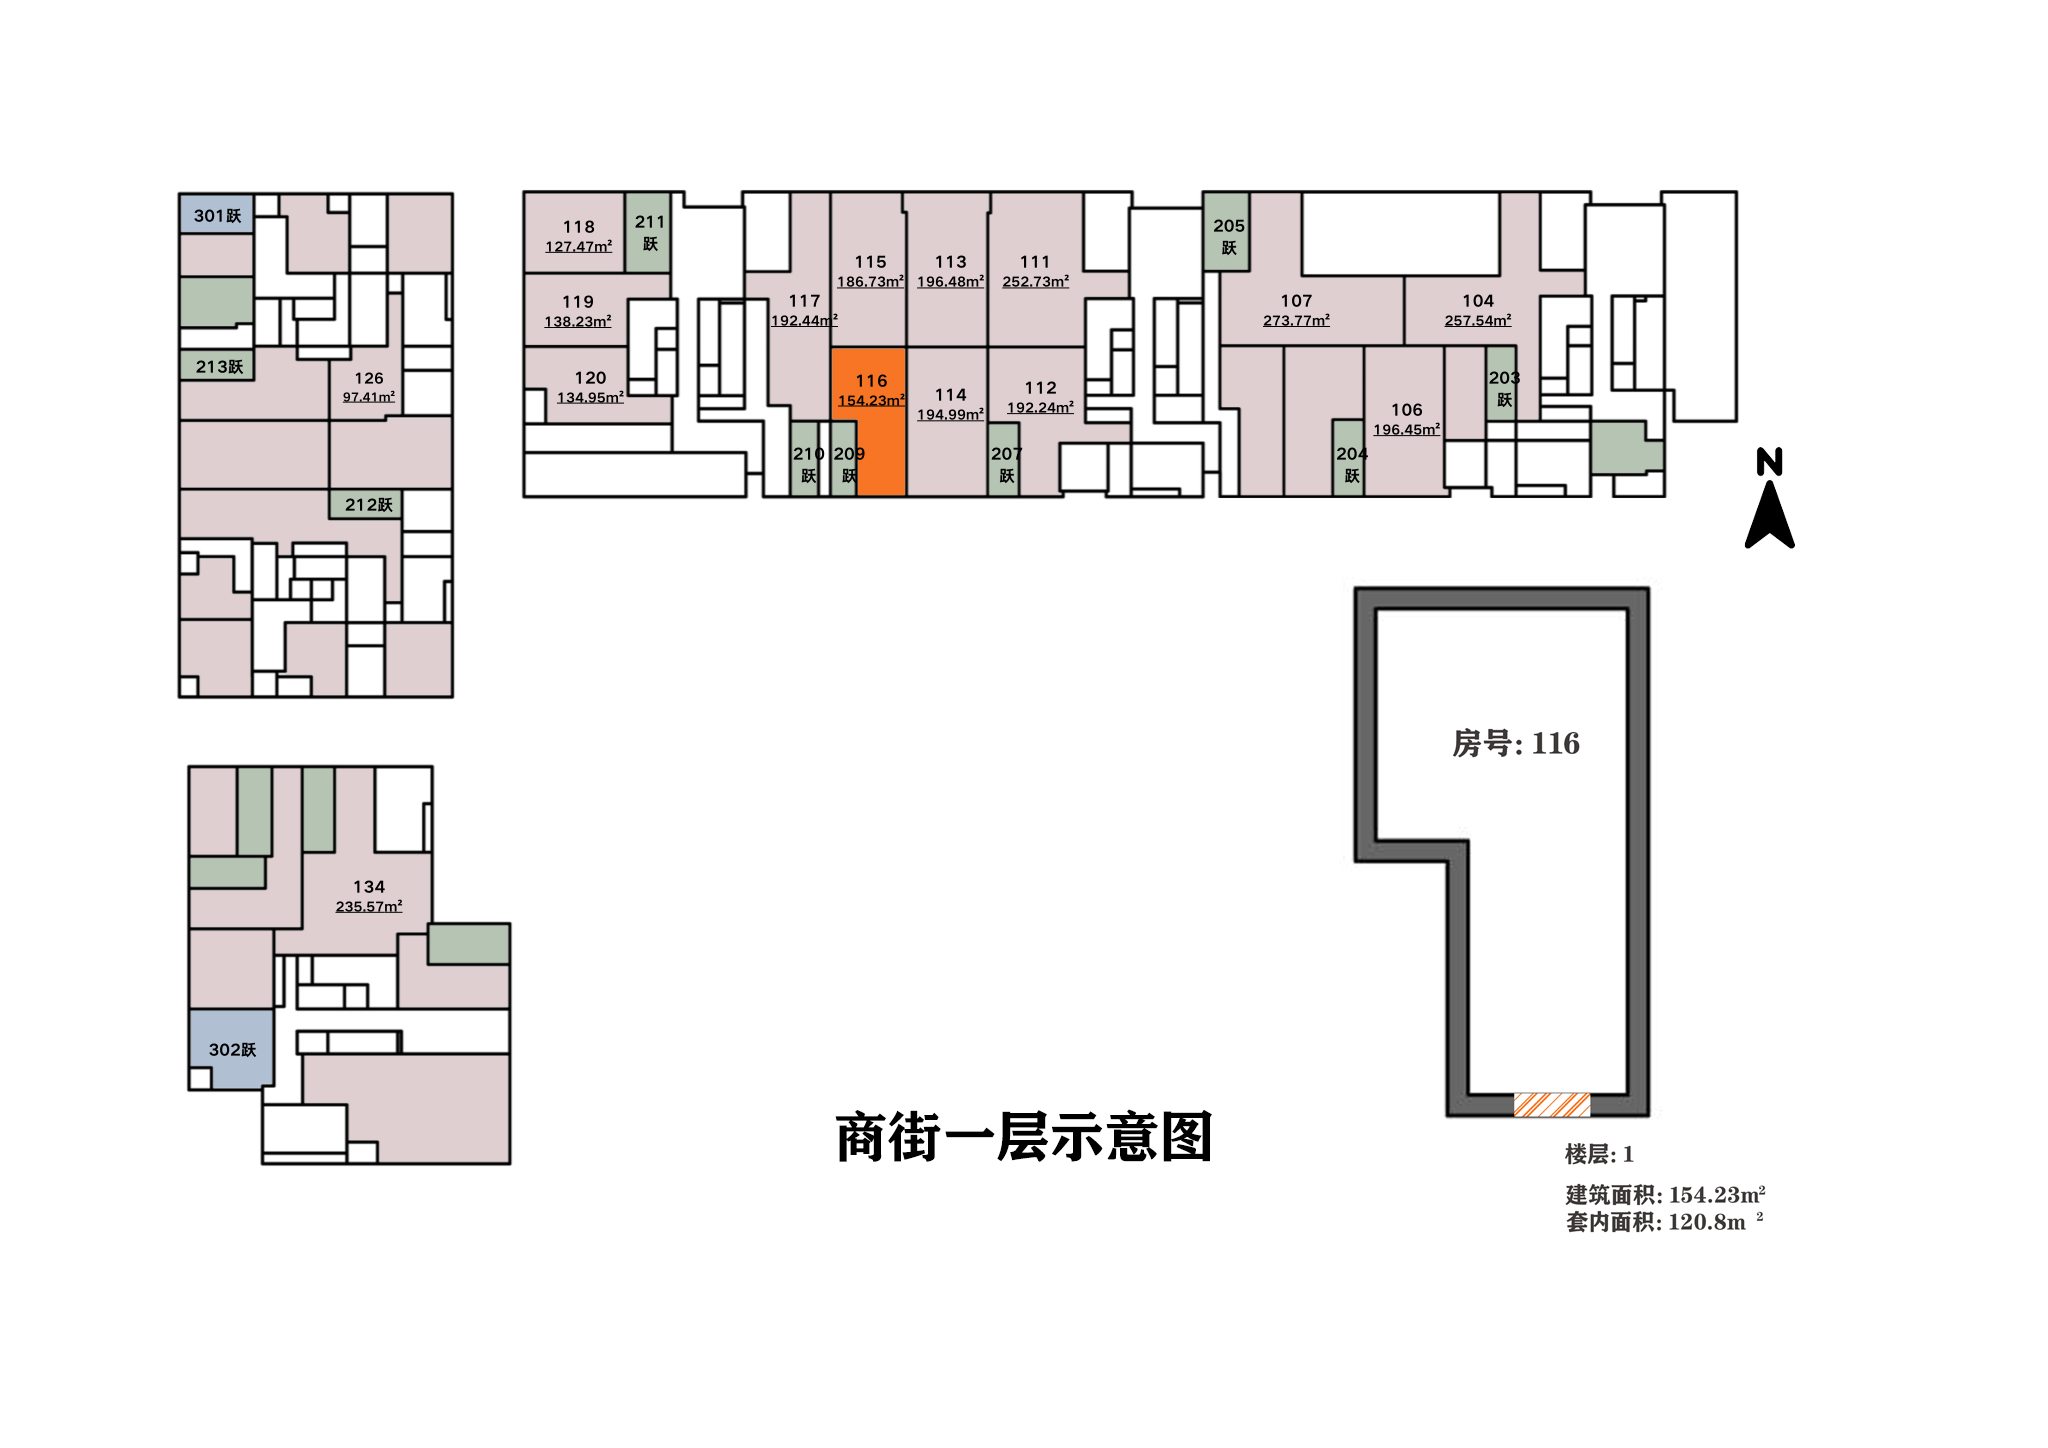 301跃
213跃
126
97.41m²
212跃
118
127.47m²
211
跃
119
138.23m²
120
134.95m²
117
192.44m²
115
186.73m²
113
196.48m²
111
252.73m²
116
154.23m²
114
194.99m²
112
192.24m²
210
跃
209
跃
207
跃
205
跃
107
273.77m²
104
257.54m²
203
跃
106
196.45m²
204
跃
N
134
235.57m²
302跃
房号: 116
商街一层示意图
楼层: 1
建筑面积: 154.23m²
套内面积: 120.8m ²